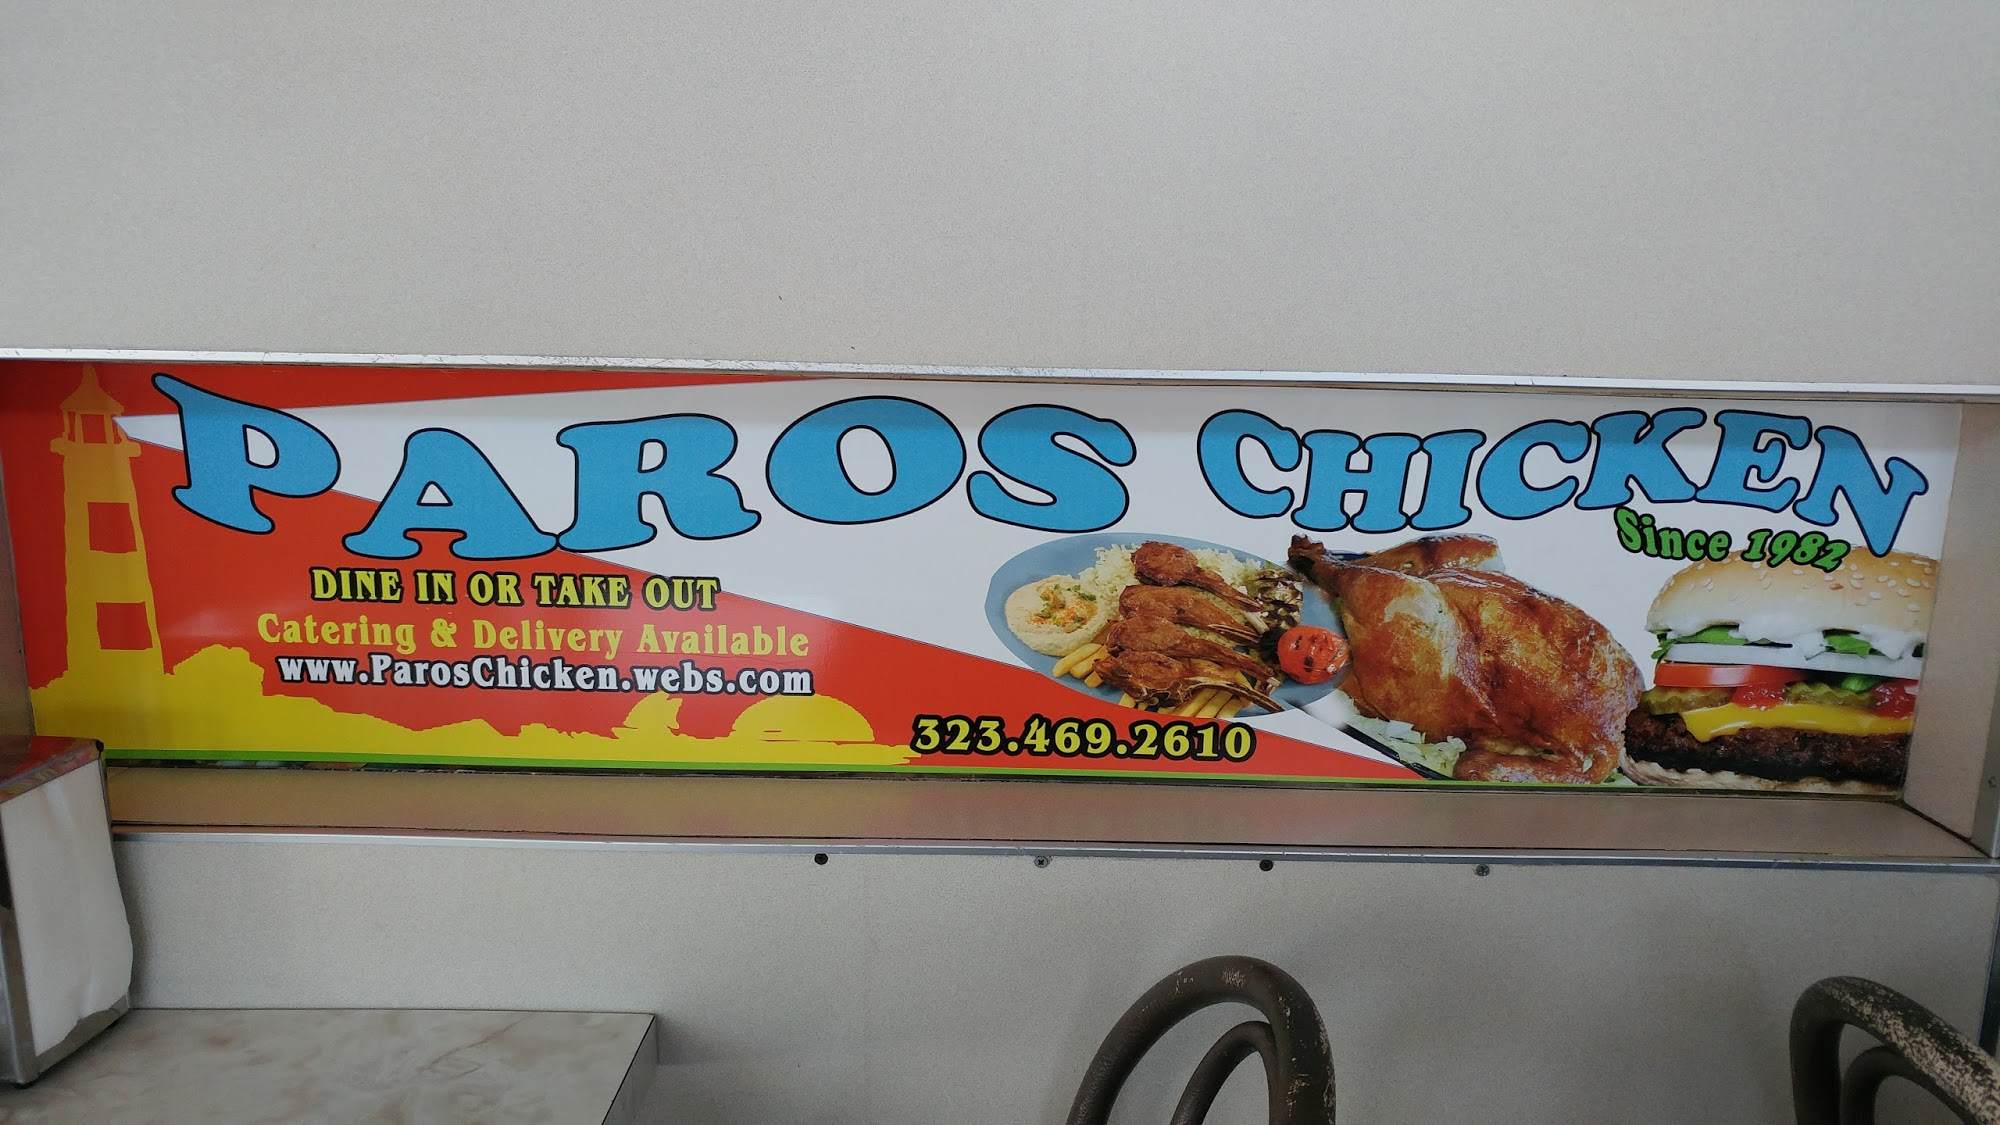 PAROS CHICKEN
Since 1982
DINE IN OR TAKE OUT
Catering & Delivery Available
www.ParosChicken.webs.com
323.469.2610